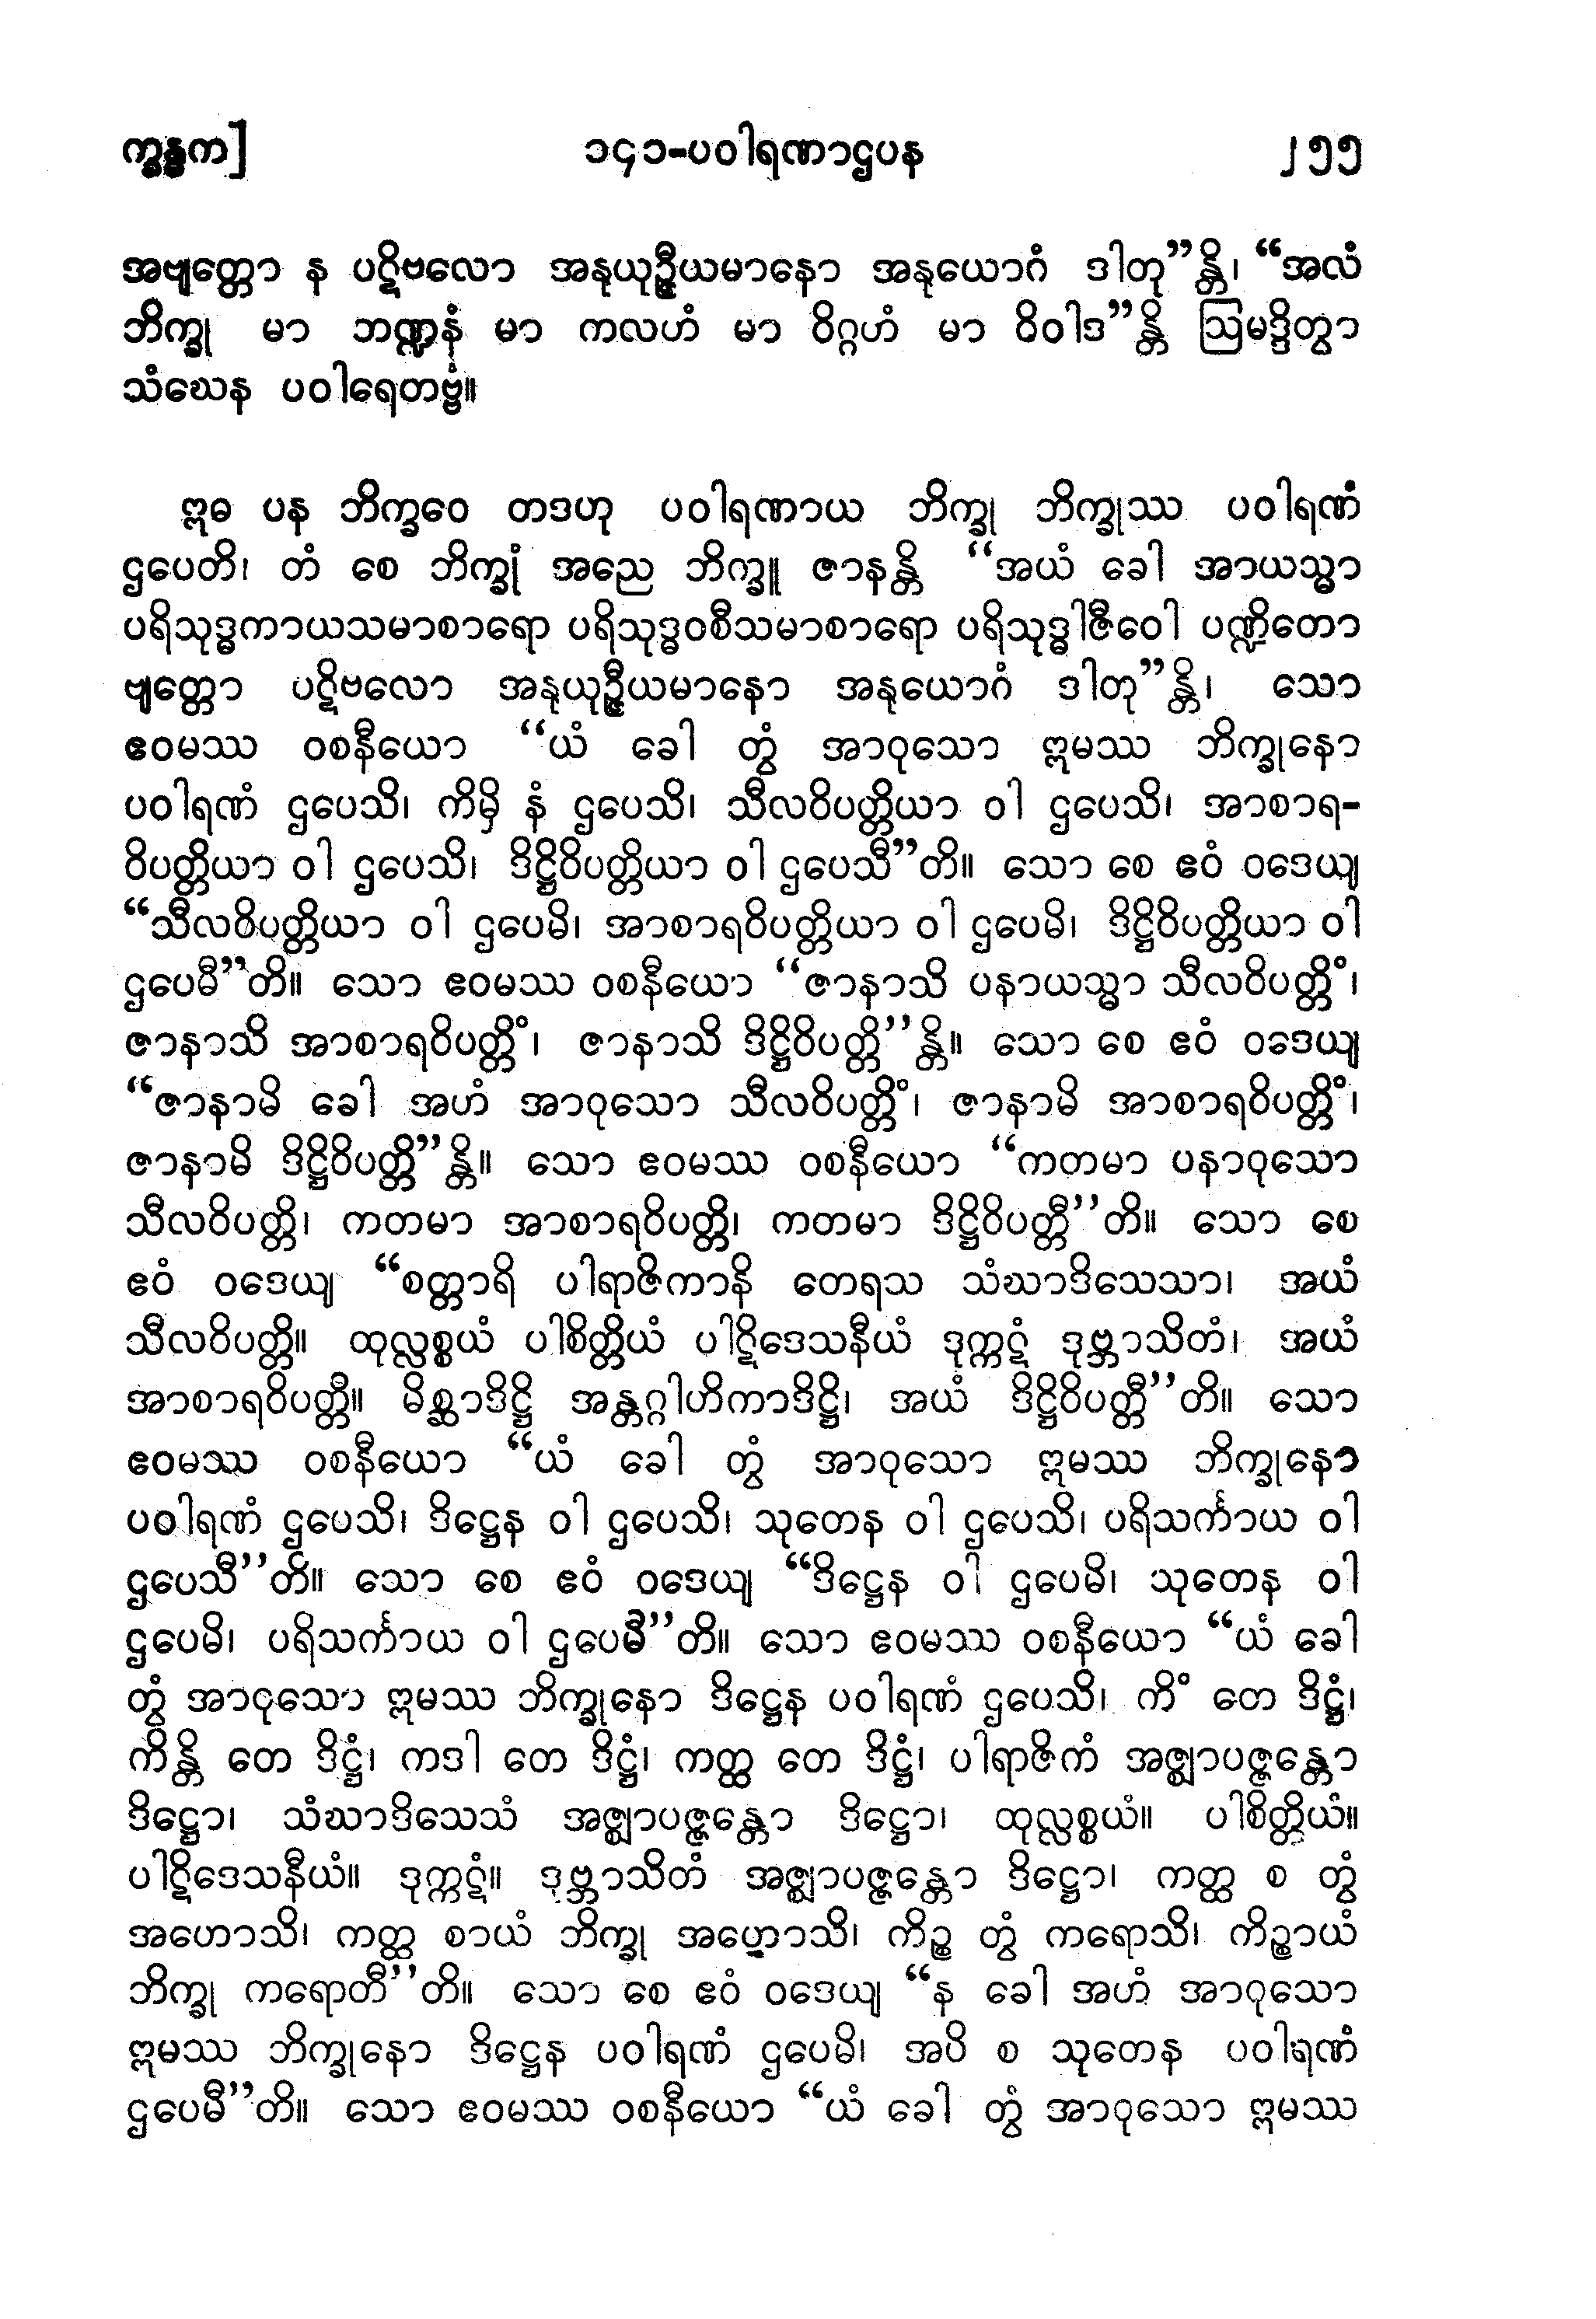 က္ခန္ဓက]
၁၄၁-ပဝါရဏာဌပန
၂၅၅
အဗျတ္တော န ပဋိဗလော အနုယုဉ္ဇီယမာနော အနုယောဂံ ဒါတု”န္တိ၊ “အလံ
ဘိက္ခု မာ ဘဏ္ဍနံ မာ ကလဟံ မာ ဝိဂ္ဂဟံ မာ ဝိဝါဒ”န္တိ ဩမဒ္ဒိတွာ
သံဃေန ပဝါရေတဗ္ဗံ။
ဣဓ ပန ဘိက္ခဝေ တဒဟု ပဝါရဏာယ ဘိက္ခု ဘိက္ခုဿ ပဝါရဏံ
ဌပေတိ၊ တံ စေ ဘိက္ခုံ အညေ ဘိက္ခူ ဇာနန္တိ “အယံ ခေါ အာယသ္မာ
ပရိသုဒ္ဓကာယသမာစာရော ပရိသုဒ္ဓဝစီသမာစာရော ပရိသုဒ္ဓါဇီဝေါ ပဏ္ဍိတော
ဗျတ္တော ပဋိဗလော အနုယုဉ္ဇီယမာနော အနုယောဂံ ဒါတု”န္တိ၊ သော
ဧဝမဿ ဝစနီယော “ယံ ခေါ တွံ အာဝုသော ဣမဿ ဘိက္ခုနော
ပဝါရဏံ ဌပေသိ၊ ကိမှိ နံ ဌပေသိ၊ သီလဝိပတ္တိယာ ဝါ ဌပေသိ၊ အာစာရ-
ဝိပတ္တိယာ ဝါ ဌပေသိ၊ ဒိဋ္ဌိဝိပတ္တိယာ ဝါ ဌပေသီ”တိ။ သော စေ ဧဝံ ဝဒေယျ
“သီလဝိပတ္တိယာ ဝါ ဌပေမိ၊ အာစာရဝိပတ္တိယာ ဝါ ဌပေမိ၊ ဒိဋ္ဌိဝိပတ္တိယာ ဝါ
ဌပေမီ”တိ။ သော ဧဝမဿ ဝစနီယော “ဇာနာသိ ပနာယသ္မာ သီလဝိပတ္တိံ၊
ဇာနာသိ အာစာရဝိပတ္တိံ၊ ဇာနာသိ ဒိဋ္ဌိဝိပတ္တိ”န္တိ။ သော စေ ဧဝံ ဝဒေယျ
“ဇာနာမိ ခေါ အဟံ အာဝုသော သီလဝိပတ္တိံ၊ ဇာနာမိ အာစာရဝိပတ္တိံ၊
ဇာနာမိ ဒိဋ္ဌိဝိပတ္တိ”န္တိ။ သော ဧဝမဿ ဝစနီယော “ကတမာ ပနာဝုသော
သီလဝိပတ္တိ၊ ကတမာ အာစာရဝိပတ္တိ၊ ကတမာ ဒိဋ္ဌိဝိပတ္တီ”တိ။ သော စေ
ဧဝံ ဝဒေယျ “စတ္တာရိ ပါရာဇိကာနိ တေရသ သံဃာဒိသေသာ၊ အယံ
သီလဝိပတ္တိ။ ထုလ္လစ္စယံ ပါစိတ္တိယံ ပါဋိဒေသနီယံ ဒုက္ကဋံ ဒုဗ္ဘာသိတံ၊ အယံ
အာစာရဝိပတ္တိ။ မိစ္ဆာဒိဋ္ဌိ အန္တဂ္ဂါဟိကာဒိဋ္ဌိ၊ အယံ ဒိဋ္ဌိဝိပတ္တီ”တိ။ သော
ဧဝမဿ ဝစနီယော “ယံ ခေါ တွံ အာဝုသော ဣမဿ ဘိက္ခုနော
ပဝါရဏံ ဌပေသိ၊ ဒိဋ္ဌေန ဝါ ဌပေသိ၊ သုတေန ဝါ ဌပေသိ၊ ပရိသင်္ကာယ ဝါ
ဌပေသီ”တိ။ သော စေ ဧဝံ ဝဒေယျ “ဒိဋ္ဌေန ဝါ ဌပေမိ၊ သုတေန ဝါ
ဌပေမိ၊ ပရိသင်္ကာယ ဝါ ဌပေမီ”တိ။ သော ဧဝမဿ ဝစနီယော “ယံ ခေါ
တွံ အာဝုသော ဣမဿ ဘိက္ခုနော ဒိဋ္ဌေန ပဝါရဏံ ဌပေသိ၊ ကိံ တေ ဒိဋ္ဌံ၊
ကိန္တိ တေ ဒိဋ္ဌံ၊ ကဒါ တေ ဒိဋ္ဌံ၊ ကတ္ထ တေ ဒိဋ္ဌံ၊ ပါရာဇိကံ အဇ္ဈာပဇ္ဇန္တော
ဒိဋ္ဌော၊ သံဃာဒိသေသံ အဇ္ဈာပဇ္ဇန္တော ဒိဋ္ဌော၊ ထုလ္လစ္စယံ။ ပါစိတ္တိယံ။
ပါဋိဒေသနီယံ။ ဒုက္ကဋံ။ ဒုဗ္ဘာသိတံ အဇ္ဈာပဇ္ဇန္တော ဒိဋ္ဌော၊ ကတ္ထ စ တွံ
အဟောသိ၊ ကတ္ထ စာယံ ဘိက္ခု အဟောသိ၊ ကိဉ္စ တွံ ကရောသိ၊ ကိဉ္စာယံ
ဘိက္ခု ကရောတီ”တိ။ သော စေ ဧဝံ ဝဒေယျ “န ခေါ အဟံ အာဝုသော
ဣမဿ ဘိက္ခုနော ဒိဋ္ဌေန ပဝါရဏံ ဌပေမိ၊ အပိ စ သုတေန ပဝါရဏံ
ဌပေမီ”တိ။ သော ဧဝမဿ ဝစနီယော “ယံ ခေါ တွံ အာဝုသော ဣမဿ